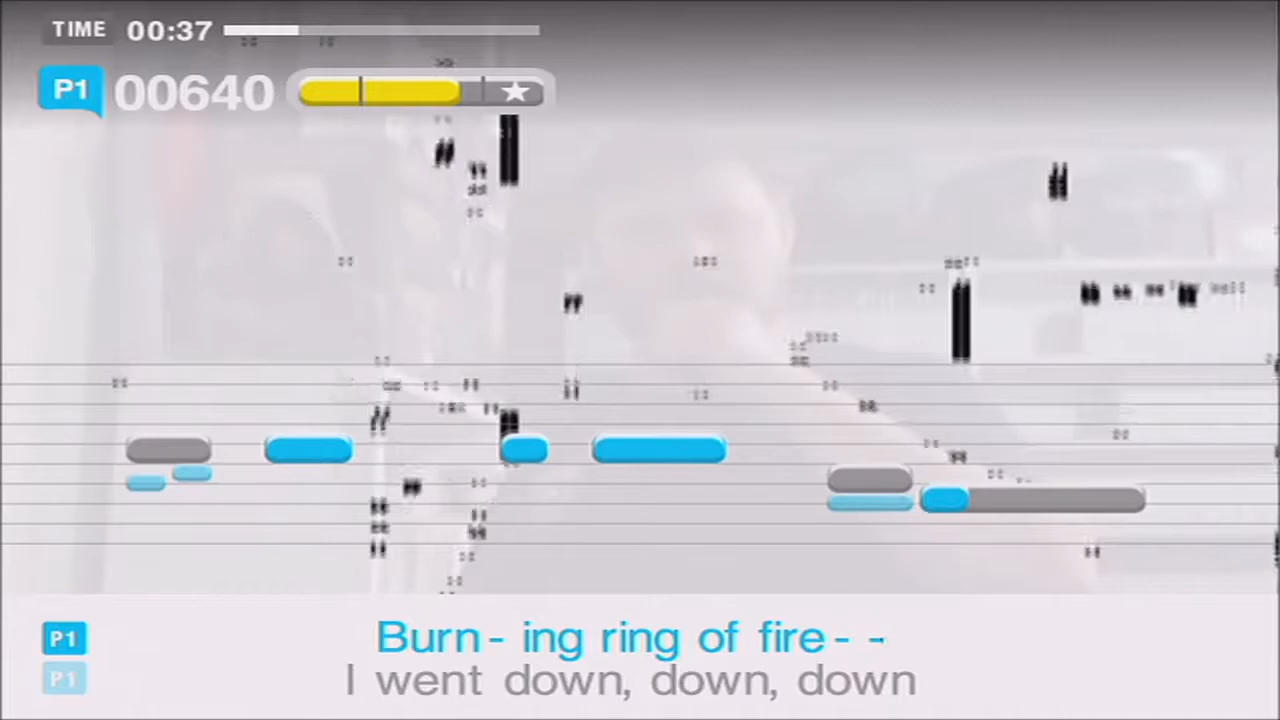 TIME 00:37
P1 00640
P1 Burn- ing ring of fire- -
P1 I went down, down, down